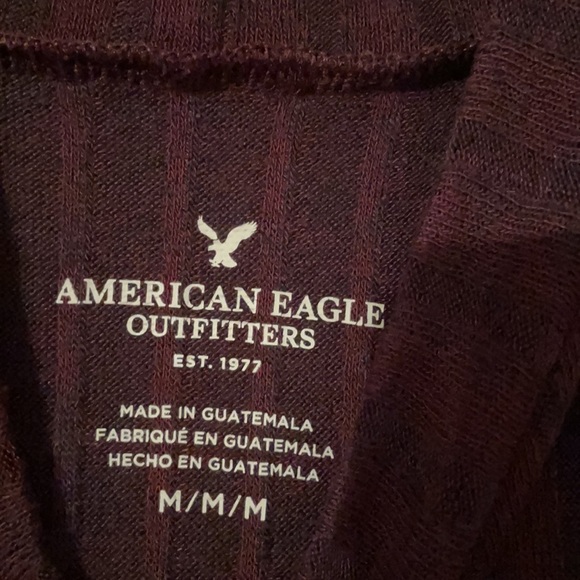 AMERICAN EAGLE
OUTFITTERS
EST. 1977
MADE IN GUATEMALA
FABRIQUÉ EN GUATEMALA
HECHO EN GUATEMALA
M/M/M